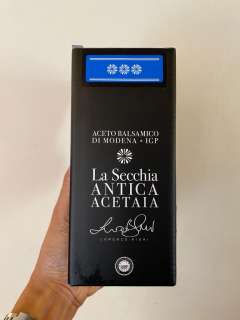 ACETO BALSAMICO
DI MODENA • IGP
La Secchia
ANTICA
ACETAIA